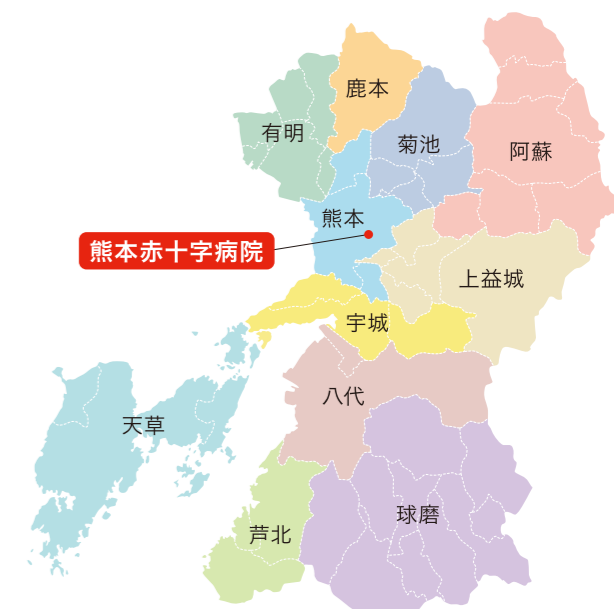 鹿本
有明
菊池
阿蘇
熊本
熊本赤十字病院
上益城
宇城
八代
天草
球磨
芦北